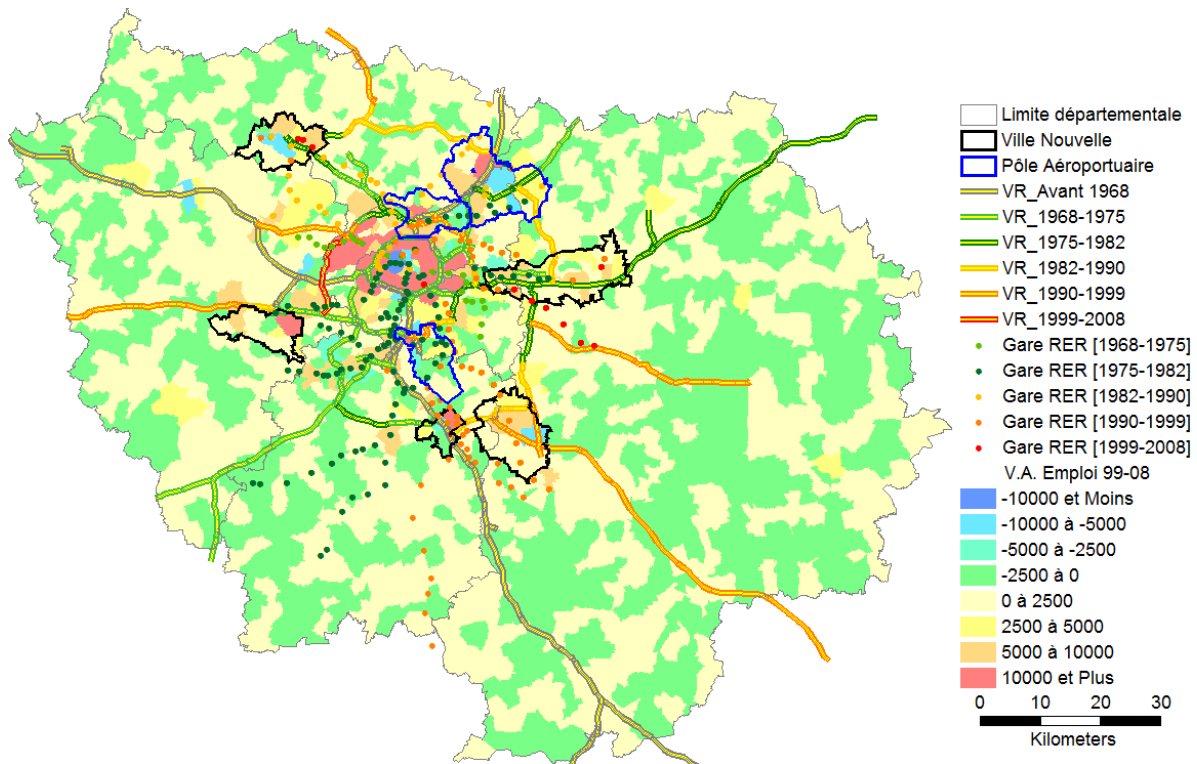 Limite départementale
Ville Nouvelle
Pôle Aéroportuaire
VR_Avant 1968
VR_1968-1975
VR_1975-1982
VR_1982-1990
VR_1990-1999
VR_1999-2008
Gare RER [1968-1975]
Gare RER [1975-1982]
Gare RER [1982-1990]
Gare RER [1990-1999]
Gare RER [1999-2008]
V.A. Emploi 99-08
-10000 et Moins
-10000 à -5000
-5000 à -2500
-2500 à 0
0 à 2500
2500 à 5000
5000 à 10000
10000 et Plus
0 10 20 30
Kilometers